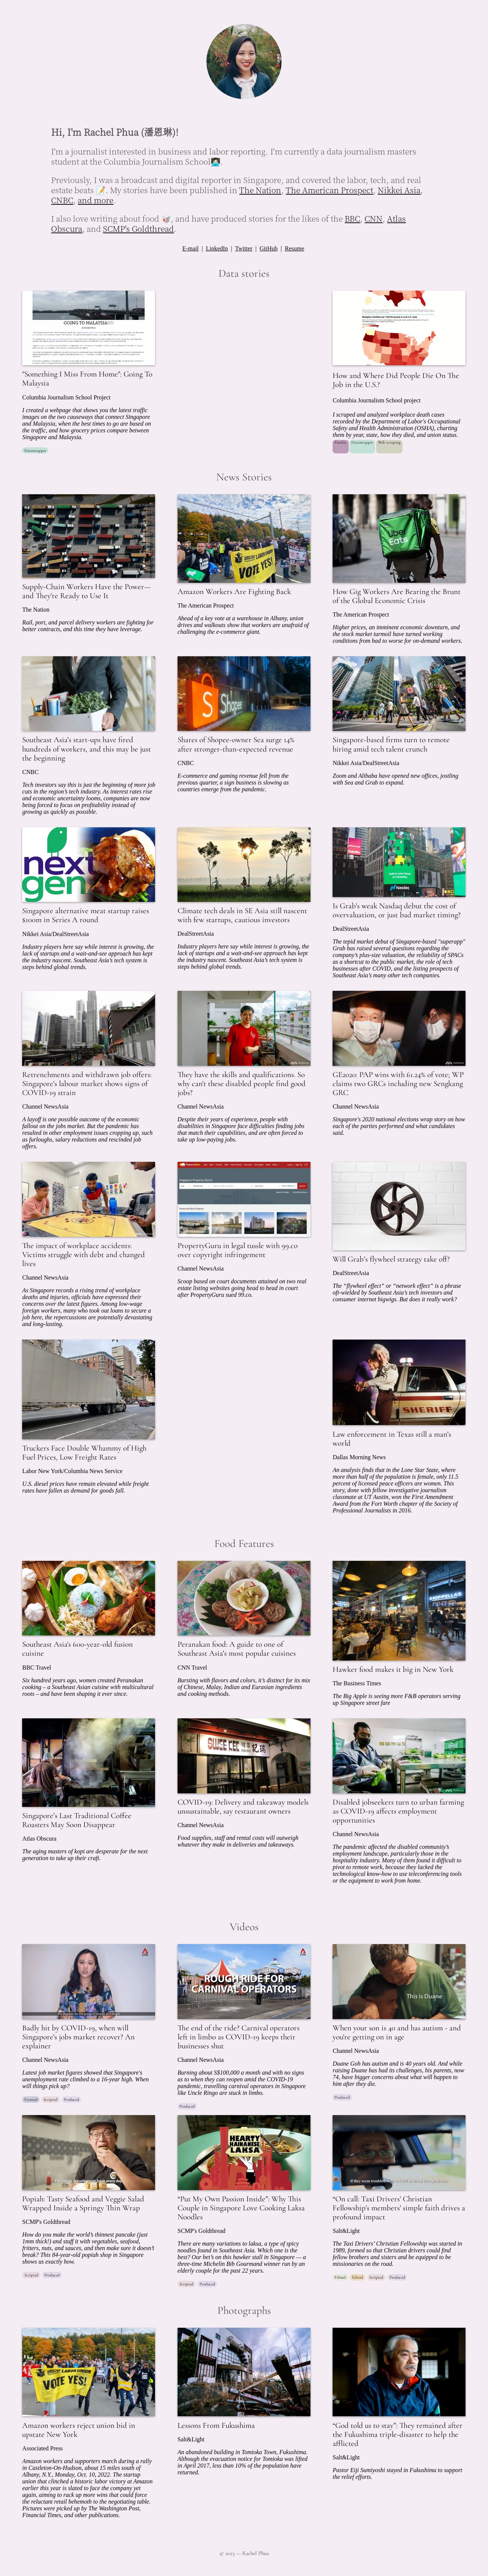 Hi, I'm Rachel Phua (潘恩琳)!
I'm a journalist interested in business and labor reporting. I'm currently a data journalism masters
student at the Columbia Journalism School👩🏻‍💻
Previously, I was a broadcast and digital reporter in Singapore, and covered the labor, tech, and real
estate beats 📝. My stories have been published in The Nation, The American Prospect, Nikkei Asia,
CNBC, and more.
I also love writing about food 🥡, and have produced stories for the likes of the BBC, CNN, Atlas
Obscura, and SCMP's Goldthread.
E-mail | LinkedIn | Twitter | GitHub | Resume
Data stories
GOING TO MALAYSIA
"Something I Miss From Home": Going To
Malaysia
Columbia Journalism School Project
I created a webpage that shows you the latest traffic
images on the two causeways that connect Singapore
and Malaysia, when the best times to go are based on
the traffic, and how grocery prices compare between
Singapore and Malaysia.
How and Where Did People Die On The
Job in the U.S.?
Columbia Journalism School project
I scraped and analyzed workplace death cases
recorded by the Department of Labor's Occupational
Safety and Health Administration (OSHA), charting
them by year, state, how they died, and union status.
Web scraping
News Stories
Supply-Chain Workers Have the Power—
and They're Ready to Use It
The Nation
Rail, port, and parcel delivery workers are fighting for
better contracts, and this time they have leverage.
VOTE YES!
Amazon Workers Are Fighting Back
The American Prospect
Ahead of a key vote at a warehouse in Albany, union
drives and walkouts show that workers are unafraid of
challenging the e-commerce giant.
Uber
Eats
How Gig Workers Are Bearing the Brunt
of the Global Economic Crisis
The American Prospect
Higher prices, an imminent economic downturn, and
the stock market turmoil have turned working
conditions from bad to worse for on-demand workers.
Southeast Asia's start-ups have fired
hundreds of workers, and this may be just
the beginning
CNBC
Tech investors say this is just the beginning of more job
cuts in the region's tech industry. As interest rates rise
and economic uncertainty looms, companies are now
being forced to focus on profitability instead of
growing as quickly as possible.
Shopee
Shares of Shopee-owner Sea surge 14%
after stronger-than-expected revenue
CNBC
E-commerce and gaming revenue fell from the
previous quarter, a sign business is slowing as
countries emerge from the pandemic.
Singapore-based firms turn to remote
hiring amid tech talent crunch
Nikkei Asia/DealStreetAsia
Zoom and Alibaba have opened new offices, jostling
with Sea and Grab to expand.
next
gen
Singapore alternative meat startup raises
$100m in Series A round
Nikkei Asia/DealStreetAsia
Industry players here say while interest is growing, the
lack of startups and a wait-and-see approach has kept
the industry nascent. Southeast Asia's tech system is
steps behind global trends.
Climate tech deals in SE Asia still nascent
with few startups, cautious investors
DealStreetAsia
Industry players here say while interest is growing, the
lack of startups and a wait-and-see approach has kept
the industry nascent. Southeast Asia's tech system is
steps behind global trends.
Is Grab's weak Nasdaq debut the cost of
overvaluation, or just bad market timing?
DealStreetAsia
The tepid market debut of Singapore-based "superapp"
Grab has raised several questions regarding the
company's plus-size valuation, the reliability of SPACs
as a shortcut to the public market, the role of tech
businesses after COVID, and the listing prospects of
Southeast Asia's many other tech companies.
Retrenchments and withdrawn job offers:
Singapore's labour market shows signs of
COVID-19 strain
Channel NewsAsia
A layoff is one possible outcome of the economic
fallout on the jobs market. But the pandemic has
resulted in other employment issues cropping up, such
as furloughs, salary reductions and rescinded job
offers.
They have the skills and qualifications. So
why can't these disabled people find good
jobs?
Channel NewsAsia
Despite their years of experience, people with
disabilities in Singapore face difficulties finding jobs
that match their capabilities, and are often forced to
take up low-paying jobs.
GE2020: PAP wins with 61.24% of vote; WP
claims two GRCs including new Sengkang
GRC
Channel NewsAsia
Singapore's 2020 national elections wrap story on how
each of the parties performed and what candidates
said.
The impact of workplace accidents:
Victims struggle with debt and changed
lives
Channel NewsAsia
As Singapore records a rising trend of workplace
deaths and injuries, officials have expressed their
concerns over the latest figures. Among low-wage
foreign workers, many who took out loans to secure a
job here, the repercussions are potentially devastating
and long-lasting.
PropertyGuru in legal tussle with 99.co
over copyright infringement
Channel NewsAsia
Scoop based on court documents attained on two real
estate listing websites going head to head in court
after PropertyGuru sued 99.co.
Will Grab's flywheel strategy take off?
DealStreetAsia
The "flywheel effect" or "network effect" is a phrase
oft-wielded by Southeast Asia's tech investors and
consumer internet bigwigs. But does it really work?
Truckers Face Double Whammy of High
Fuel Prices, Low Freight Rates
Labor New York/Columbia News Service
U.S. diesel prices have remain elevated while freight
rates have fallen as demand for goods fall.
SHERIFF
Law enforcement in Texas still a man's
world
Dallas Morning News
An analysis finds that in the Lone Star State, where
more than half of the population is female, only 11.5
percent of licensed peace officers are women. This
story, done with fellow investigative journalism
classmate at UT Austin, won the First Amendment
Award from the Fort Worth chapter of the Society of
Professional Journalists in 2016.
Food Features
Southeast Asia's 600-year-old fusion
cuisine
BBC Travel
Six hundred years ago, women created Peranakan
cooking – a Southeast Asian cuisine with multicultural
roots – and have been shaping it ever since.
Peranakan food: A guide to one of
Southeast Asia's most popular cuisines
CNN Travel
Bursting with flavors and colors, it's distinct for its mix
of Chinese, Malay, Indian and Eurasian ingredients
and cooking methods.
Hawker food makes it big in New York
The Business Times
The Big Apple is seeing more F&B operators serving
up Singapore street fare
Singapore's Last Traditional Coffee
Roasters May Soon Disappear
Atlas Obscura
The aging masters of kopi are desperate for the next
generation to take up their craft.
GUIKEE KEE
COVID-19: Delivery and takeaway models
unsustainable, say restaurant owners
Channel NewsAsia
Food supplies, staff and rental costs will outweigh
whatever they make in deliveries and takeaways.
Disabled jobseekers turn to urban farming
as COVID-19 affects employment
opportunities
Channel NewsAsia
The pandemic affected the disabled community's
employment landscape, particularly those in the
hospitality industry. Many of them found it difficult to
pivot to remote work, because they lacked the
technological know-how to use teleconferencing tools
or the equipment to work from home.
Videos
Badly hit by COVID-19, when will
Singapore's jobs market recover? An
explainer
Channel NewsAsia
Latest job market figures showed that Singapore's
unemployment rate climbed to a 16-year high. When
will things pick up?
Scripted Produced
ROUGH RIDE FOR
CARNIVAL OPERATORS
The end of the ride? Carnival operators
left in limbo as COVID-19 keeps their
businesses shut
Channel NewsAsia
Burning about S$100,000 a month and with no signs
as to when they can reopen amid the COVID-19
pandemic, travelling carnival operators in Singapore
like Uncle Ringo are stuck in limbo.
Produced
This is Duane
When your son is 40 and has autism - and
you're getting on in age
Channel NewsAsia
Duane Goh has autism and is 40 years old. And while
raising Duane has had its challenges, his parents, now
74, have bigger concerns about what will happen to
him after they die.
Produced
Popiah: Tasty Seafood and Veggie Salad
Wrapped Inside a Springy Thin Wrap
SCMP's Goldthread
How do you make the world's thinnest pancake (just
1mm thick!) and stuff it with vegetables, seafood,
fritters, nuts, and sauces, and then make sure it doesn't
break? This 84-year-old popiah shop in Singapore
shows us exactly how.
Scripted Produced
HEARTY
HAINANESE
LAKSA
"Put My Own Passion Inside": Why This
Couple in Singapore Love Cooking Laksa
Noodles
SCMP's Goldthread
There are many variations to laksa, a type of spicy
noodles found in Southeast Asia. Which one is the
best? Our bet's on this hawker stall in Singapore — a
three-time Michelin Bib Gourmand winner run by an
elderly couple for the past 22 years.
Scripted Produced
"On call: Taxi Drivers' Christian
Fellowship's members' simple faith drives a
profound impact
Salt&Light
The Taxi Drivers' Christian Fellowship was started in
1989, formed so that Christian drivers could find
fellow brothers and sisters and be equipped to be
missionaries on the road.
Filmed Edited Scripted Produced
Photographs
VOTE YES!
Amazon workers reject union bid in
upstate New York
Associated Press
Amazon workers and supporters march during a rally
in Castleton-On-Hudson, about 15 miles south of
Albany, N.Y., Monday, Oct. 10, 2022. The startup
union that clinched a historic labor victory at Amazon
earlier this year is slated to face the company yet
again, aiming to rack up more wins that could force
the reluctant retail behemoth to the negotiating table.
Pictures were picked up by The Washington Post,
Financial Times, and other publications.
Lessons From Fukushima
Salt&Light
An abandoned building in Tomioka Town, Fukushima.
Although the evacuation notice for Tomioka was lifted
in April 2017, less than 10% of the population have
returned.
"God told us to stay": They remained after
the Fukushima triple-disaster to help the
afflicted
Salt&Light
Pastor Eiji Sumiyoshi stayed in Fukushima to support
the relief efforts.
© 2023 — Rachel Phua